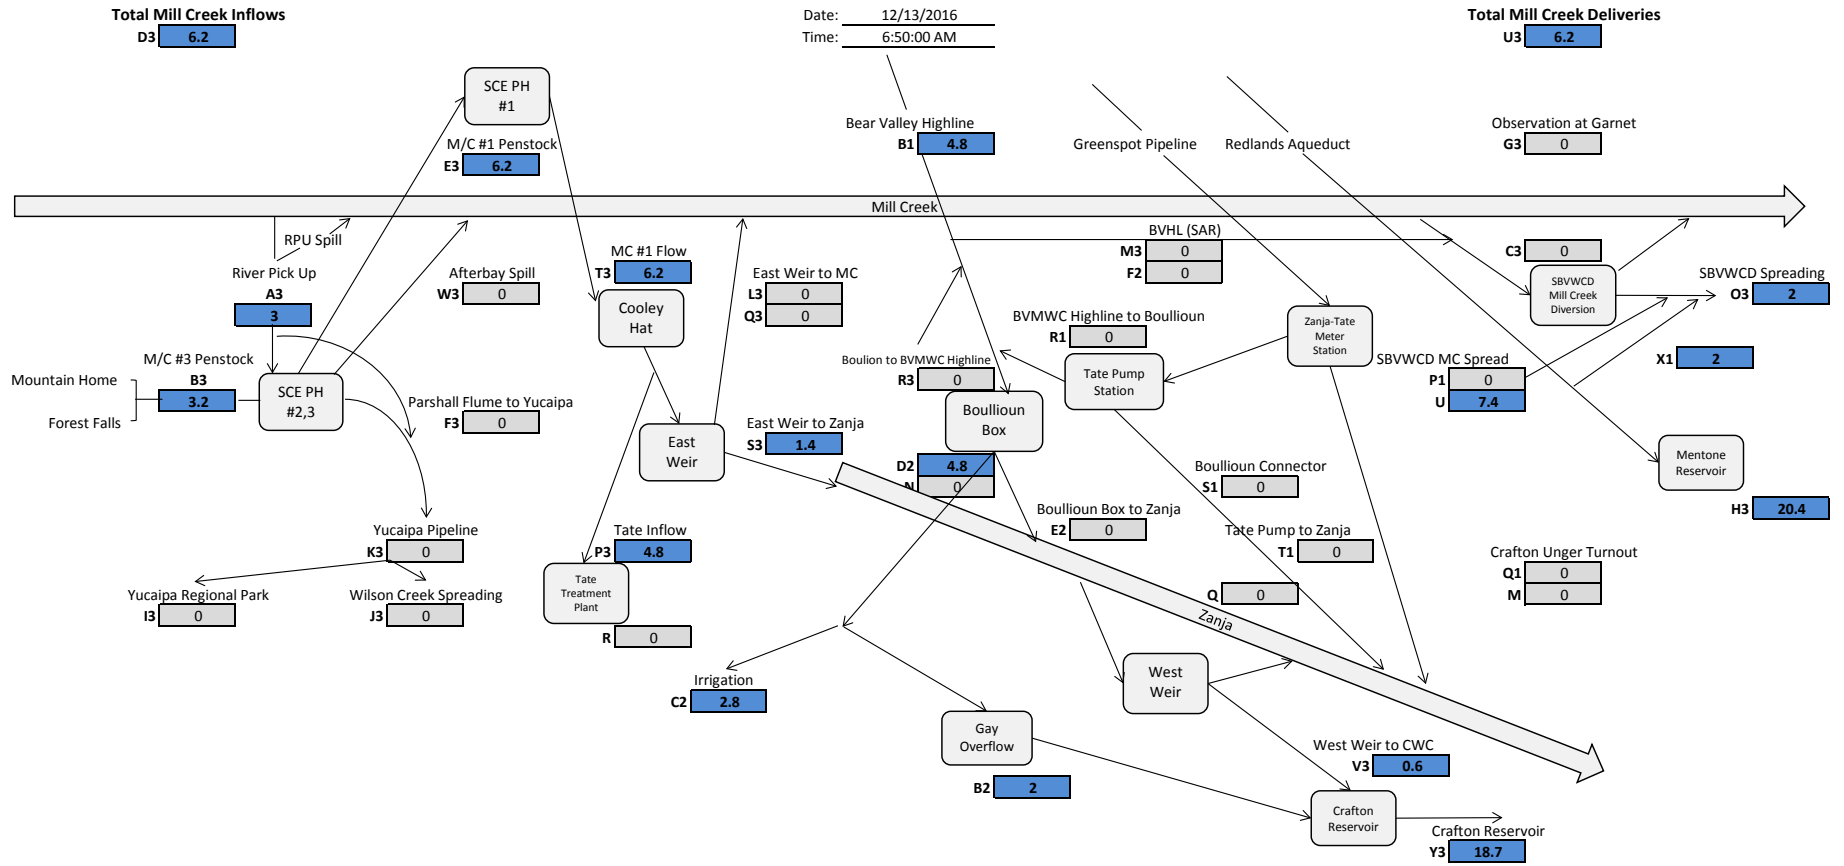 Total Mill Creek Inflows
D3 6.2
Date: 12/13/2016
Time: 6:50:00 AM
Total Mill Creek Deliveries
U3 6.2
SCE PH
#1
M/C #1 Penstock
E3 6.2
Bear Valley Highline
B1 4.8
Greenspot Pipeline
Redlands Aqueduct
Observation at Garnet
G3 0
Mill Creek
RPU Spill
River Pick Up
A3
3
Afterbay Spill
W3 0
MC #1 Flow
T3 6.2
Cooley
Hat
East Weir to MC
L3 0
Q3 0
BVHL (SAR)
M3 0
F2 0
C3 0
SBVWCD
Mill Creek
Diversion
SBVWCD Spreading
O3 2
BVMWC Highline to Boullioun
R1 0
Zanja-Tate
Meter
Station
M/C #3 Penstock
B3
3.2
Mountain Home
Forest Falls
SCE PH
#2,3
Parshall Flume to Yucaipa
F3 0
Boulion to BVMWC Highline
R3 0
Tate Pump
Station
SBVWCD MC Spread
P1 0
U 7.4
X1 2
East
Weir
East Weir to Zanja
S3 1.4
Boullioun
Box
D2 4.8
N 0
Boullioun Connector
S1 0
Mentone
Reservoir
H3 20.4
Yucaipa Pipeline
K3 0
Tate Inflow
P3 4.8
Boullioun Box to Zanja
E2 0
Tate Pump to Zanja
T1 0
Crafton Unger Turnout
Q1 0
M 0
Yucaipa Regional Park
I3 0
Wilson Creek Spreading
J3 0
Tate
Treatment
Plant
R 0
Q 0
Zanja
Irrigation
C2 2.8
West
Weir
Gay
Overflow
B2 2
West Weir to CWC
V3 0.6
Crafton
Reservoir
Crafton Reservoir
Y3 18.7